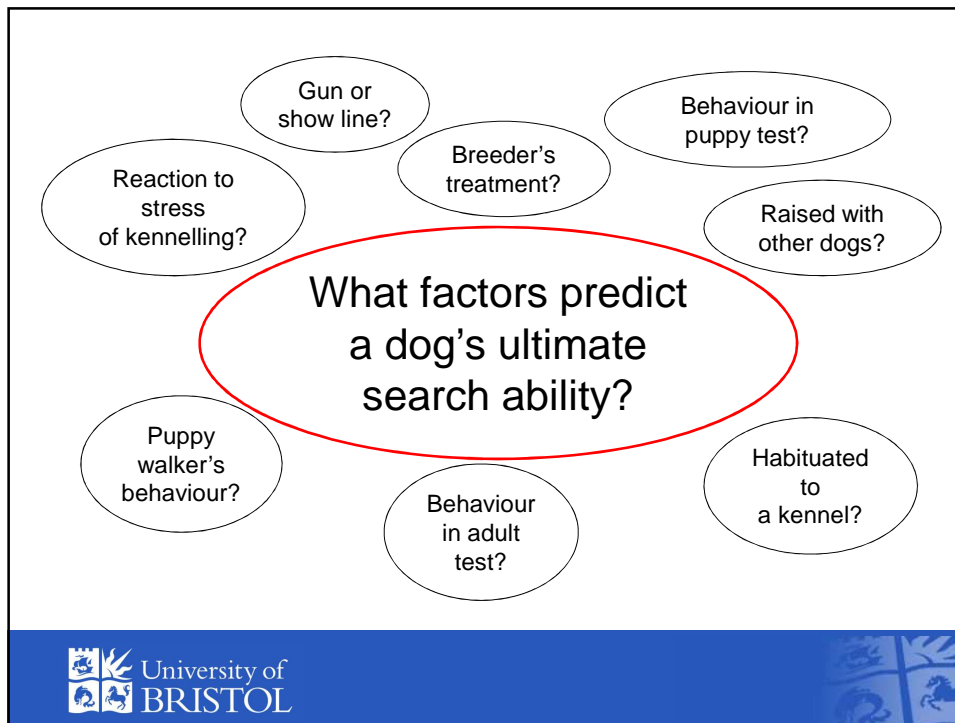 Gun or
show line?
Behaviour in
puppy test?
Breeder's
treatment?
Reaction to
stress
of kennelling?
Raised with
other dogs?
What factors predict
a dog's ultimate
search ability?
Puppy
walker's
behaviour?
Behaviour
in adult
test?
Habituated
to
a kennel?
University of
BRISTOL